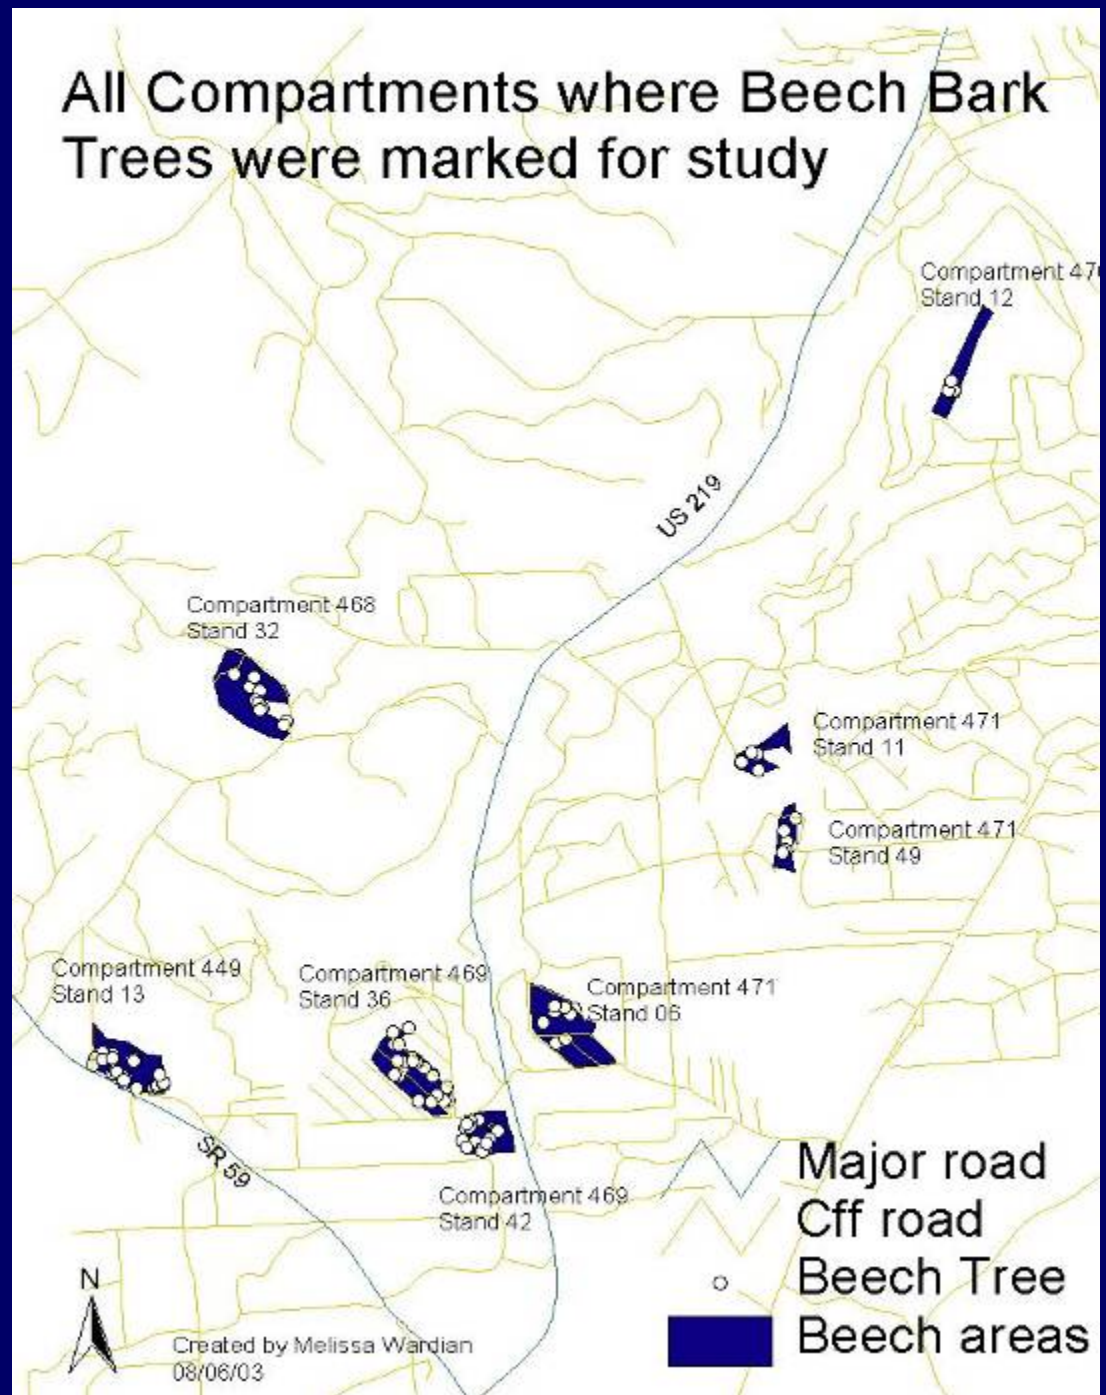 All Compartments where Beech Bark
Trees were marked for study
Compartment 47
Stand 12
US 219
Compartment 468
Stand 32
Compartment 471
Stand 11
Compartment 471
Stand 49
Compartment 449
Stand 13
Compartment 469
Stand 36
Compartment 471
Stand 06
SR 59
Compartment 469
Stand 42
Major road
Cff road
Beech Tree
Beech areas
N
Created by Melissa Wardian
08/06/03